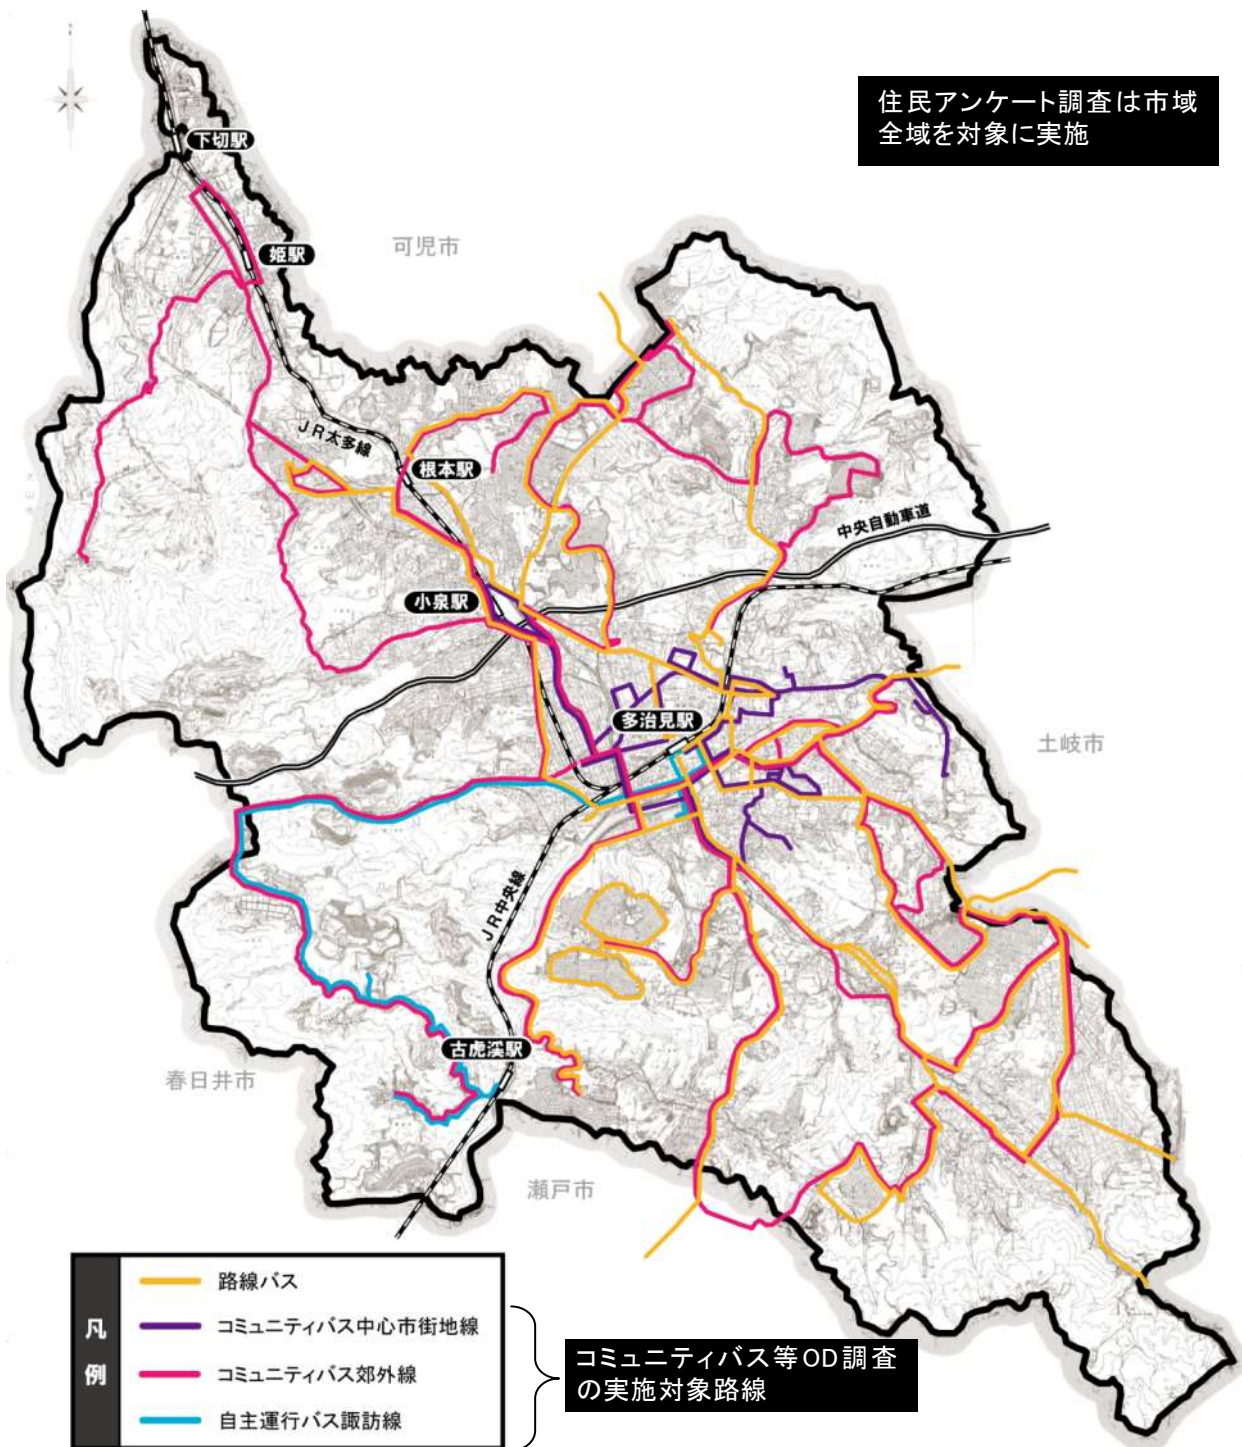 住民アンケート調査は市域
全域を対象に実施
下切駅
可児市
姫駅
JR太多線
根本駅
中央自動車道
小泉駅
多治見駅
土岐市
JR中央線
古虎渓駅
春日井市
瀬戸市
凡例
路線バス
コミュニティバス中心市街地線
コミュニティバス郊外線
自主運行バス諏訪線
コミュニティバス等OD調査
の実施対象路線